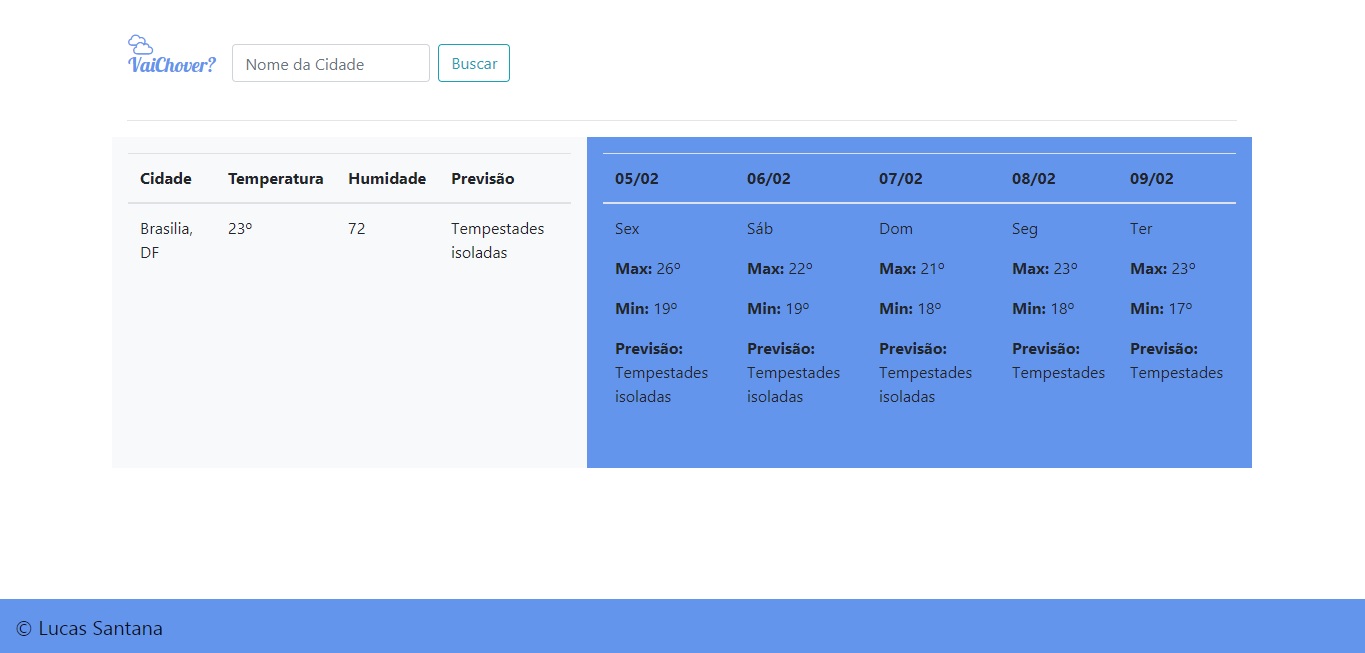 VaiChover?
Nome da Cidade
Buscar
Cidade Temperatura Humidade Previsão
Brasilia, 23º 72 Tempestades
DF isoladas
05/02 06/02 07/02 08/02 09/02
Sex Sáb Dom Seg Ter
Max: 26º Max: 22º Max: 21º Max: 23º Max: 23º
Min: 19º Min: 19º Min: 18º Min: 18º Min: 17º
Previsão: Previsão: Previsão: Previsão: Previsão:
Tempestades Tempestades Tempestades Tempestades Tempestades
isoladas isoladas isoladas
© Lucas Santana